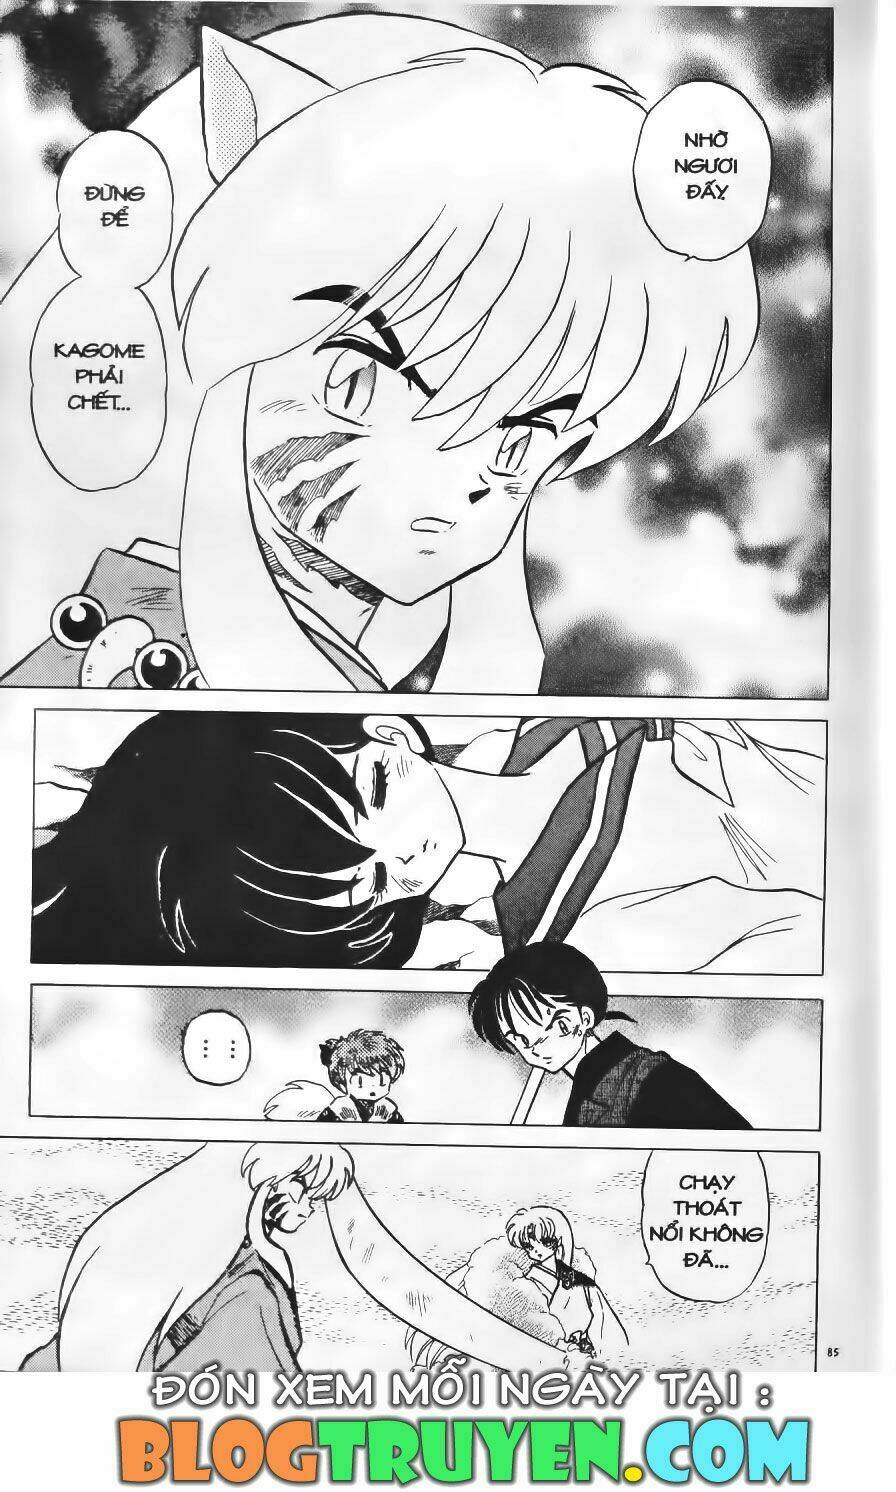 NHỜ
NGƯƠI
ĐẤY.
ĐỪNG
ĐỂ
KAGOME
PHẢI
CHẾT...
...
...
CHẠY
THOÁT
NỔI KHÔNG
ĐÃ...
85
ĐÓN XEM MỖI NGÀY TẠI :
BLOGTRUYEN.COM